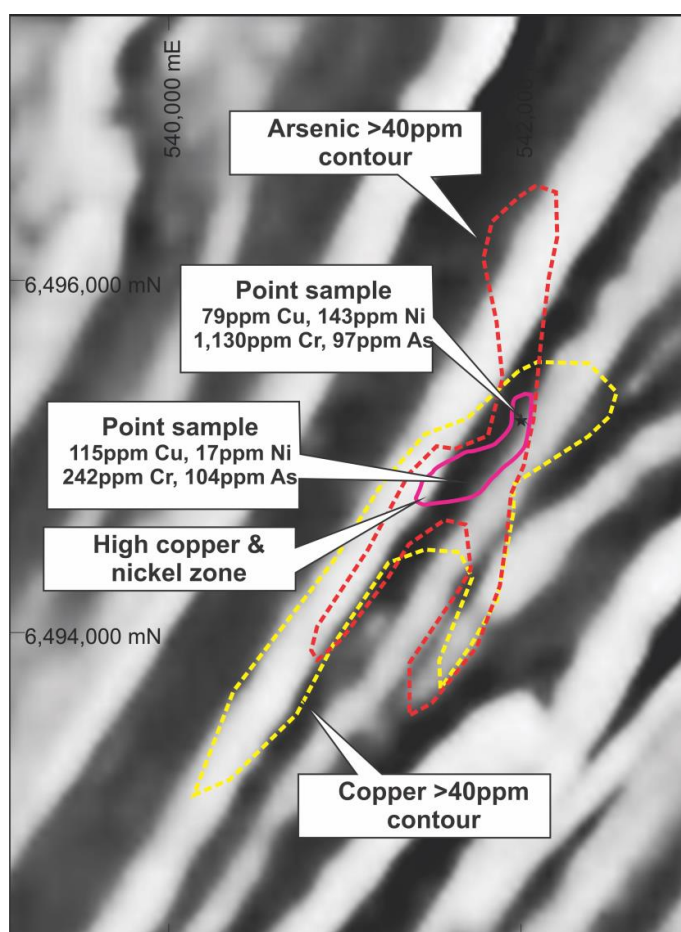 540,000 mE
542,000
Arsenic >40ppm
contour
6,496,000 mN
Point sample
79ppm Cu, 143ppm Ni
1,130ppm Cr, 97ppm As
Point sample
115ppm Cu, 17ppm Ni
242ppm Cr, 104ppm As
High copper &
nickel zone
6,494,000 mN
Copper >40ppm
contour